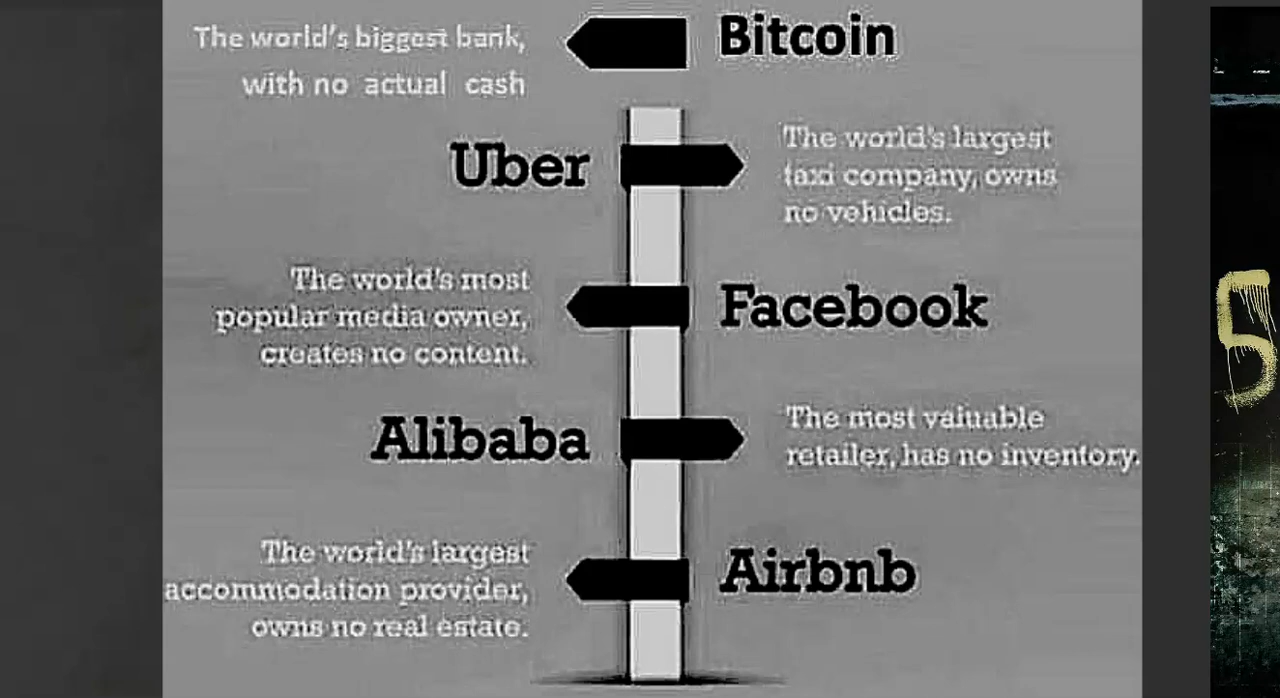 The world's biggest bank,
with no actual cash
Bitcoin
Uber
The world's largest
taxi company, owns
no vehicles.
The world's most
popular media owner,
creates no content.
Facebook
Alibaba
The most valuable
retailer, has no inventory.
The world's largest
accommodation provider,
owns no real estate.
Airbnb
5